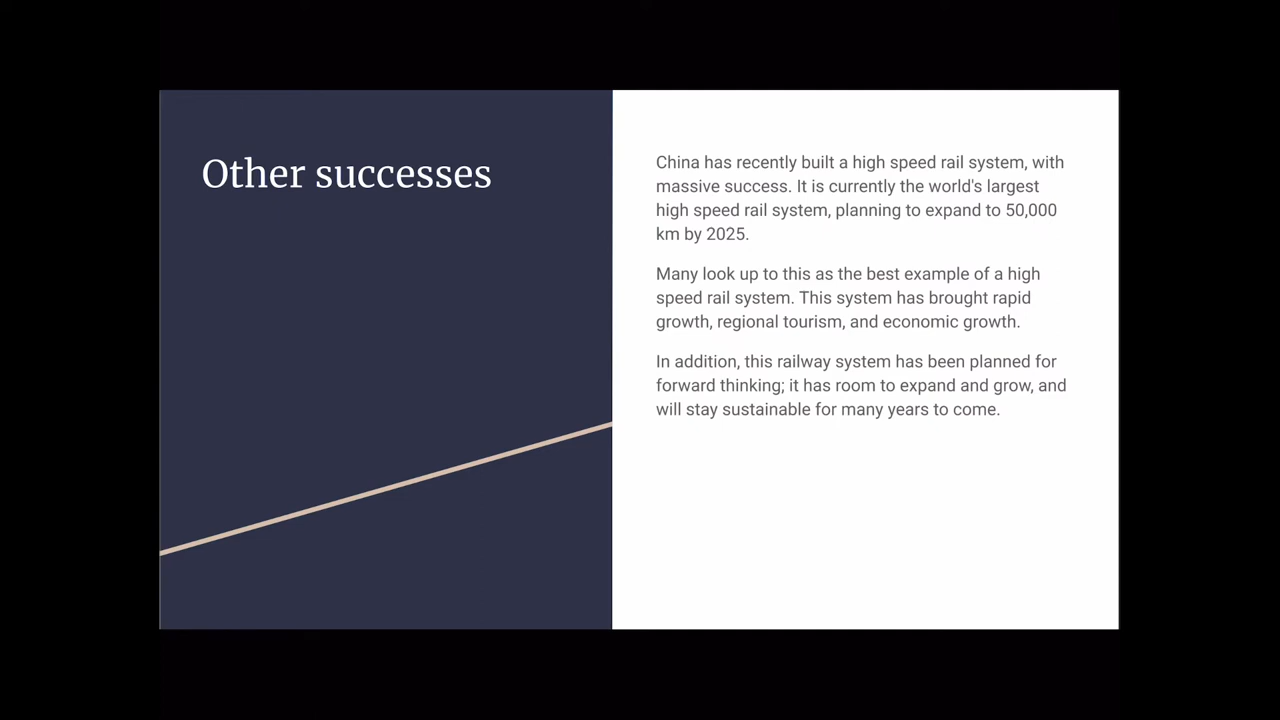 Other successes
China has recently built a high speed rail system, with
massive success. It is currently the world's largest
high speed rail system, planning to expand to 50,000
km by 2025.
Many look up to this as the best example of a high
speed rail system. This system has brought rapid
growth, regional tourism, and economic growth.
In addition, this railway system has been planned for
forward thinking; it has room to expand and grow, and
will stay sustainable for many years to come.